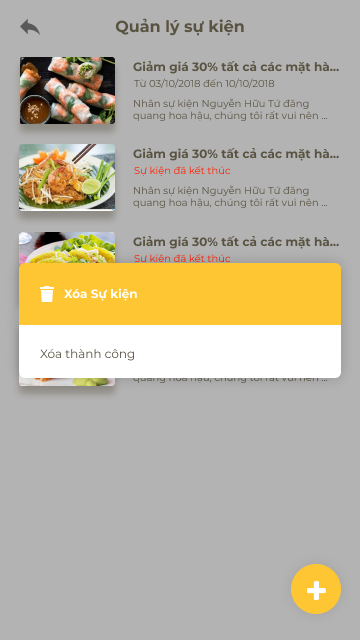 Quản lý sự kiện
Giảm giá 30% tất cả các mặt hà...
Từ 03/10/2018 đến 10/10/2018
Nhân sự kiện Nguyễn Hữu Tứ đăng
quang hoa hậu, chúng tôi rất vui nên ...
Giảm giá 30% tất cả các mặt hà...
Sự kiện đã kết thúc
Nhân sự kiện Nguyễn Hữu Tứ đăng
quang hoa hậu, chúng tôi rất vui nên ...
Giảm giá 30% tất cả các mặt hà...
Sự kiện đã kết thúc
Xóa Sự kiện
Xóa thành công
quang hoa hậu, chúng tôi rất vui nên ...